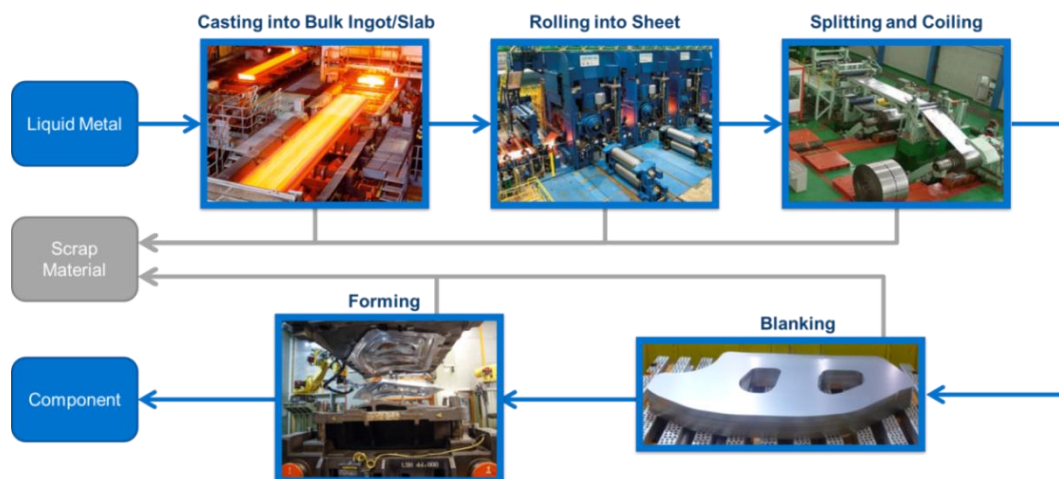 Casting into Bulk Ingot/Slab
Rolling into Sheet
Splitting and Coiling
Liquid Metal
Scrap
Material
Forming
Blanking
Component